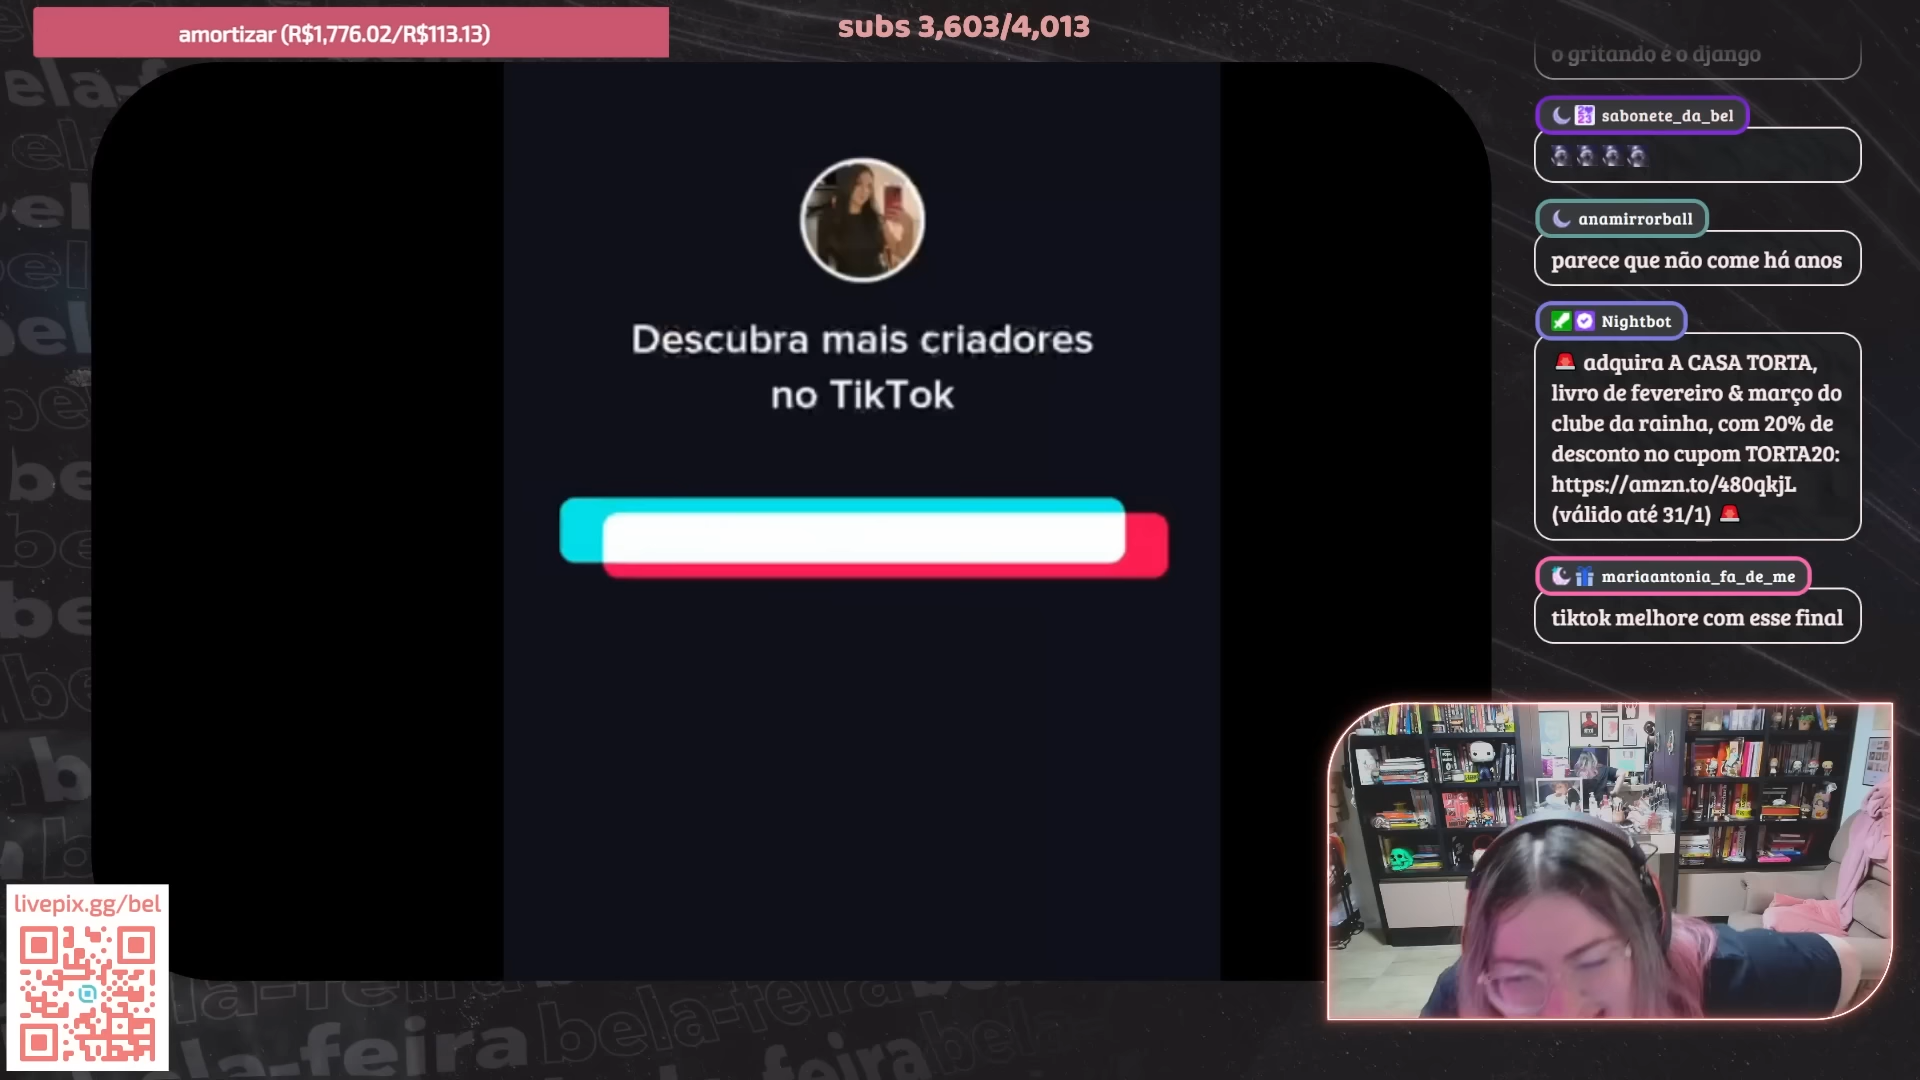 amortizar (R$1,776.02/R$113.13)
subs 3,603/4,013
o gritando é o django
sabonete_da_bel
anamirrorball
parece que não come há anos
Nightbot
🚨 adquira A CASA TORTA,
livro de fevereiro & março do
clube da rainha, com 20% de
desconto no cupom TORTA20:
https://amzn.to/480qkjL
(válido até 31/1) 🚨
mariaantonia_fa_de_me
tiktok melhore com esse final
Descubra mais criadores
no TikTok
livepix.gg/bel
bela-feira
bela-feira